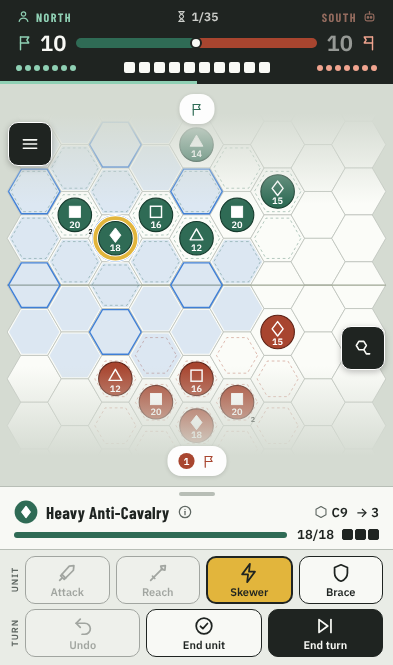 NORTH 1/35 SOUTH
10 10
14
15
20 16 20
2
18 12
15
12 16
20 20
2
18
1
Heavy Anti-Cavalry C9 → 3
18/18
UNIT
Attack Reach Skewer Brace
TURN
Undo End unit End turn